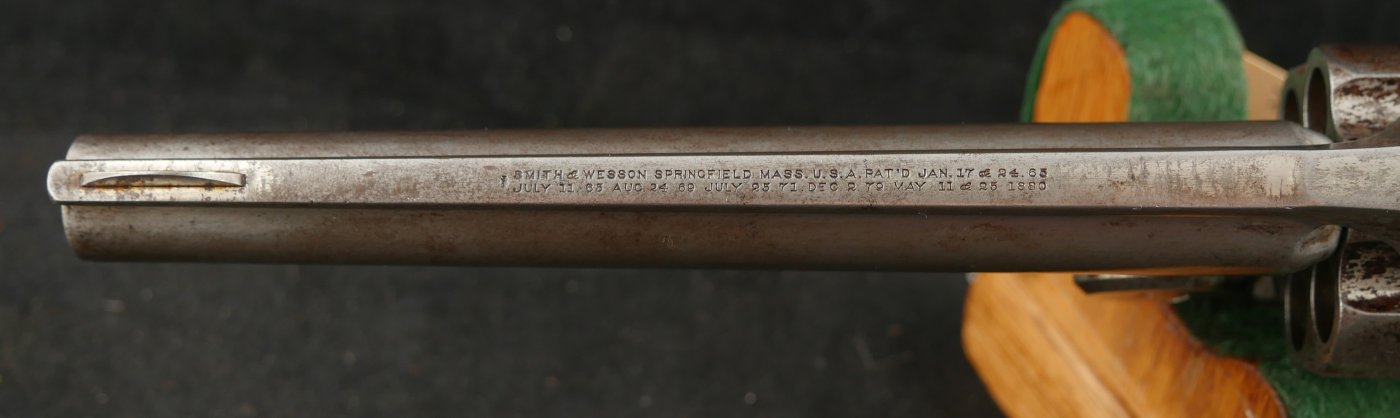 SMITH & WESSON SPRINGFIELD MASS. U.S.A. PAT'D JAN. 17 & 24. 65
JULY 11. 65 AUG 24 69 JULY 25 71. DEC 2. 79 MAY 11 & 25 1880